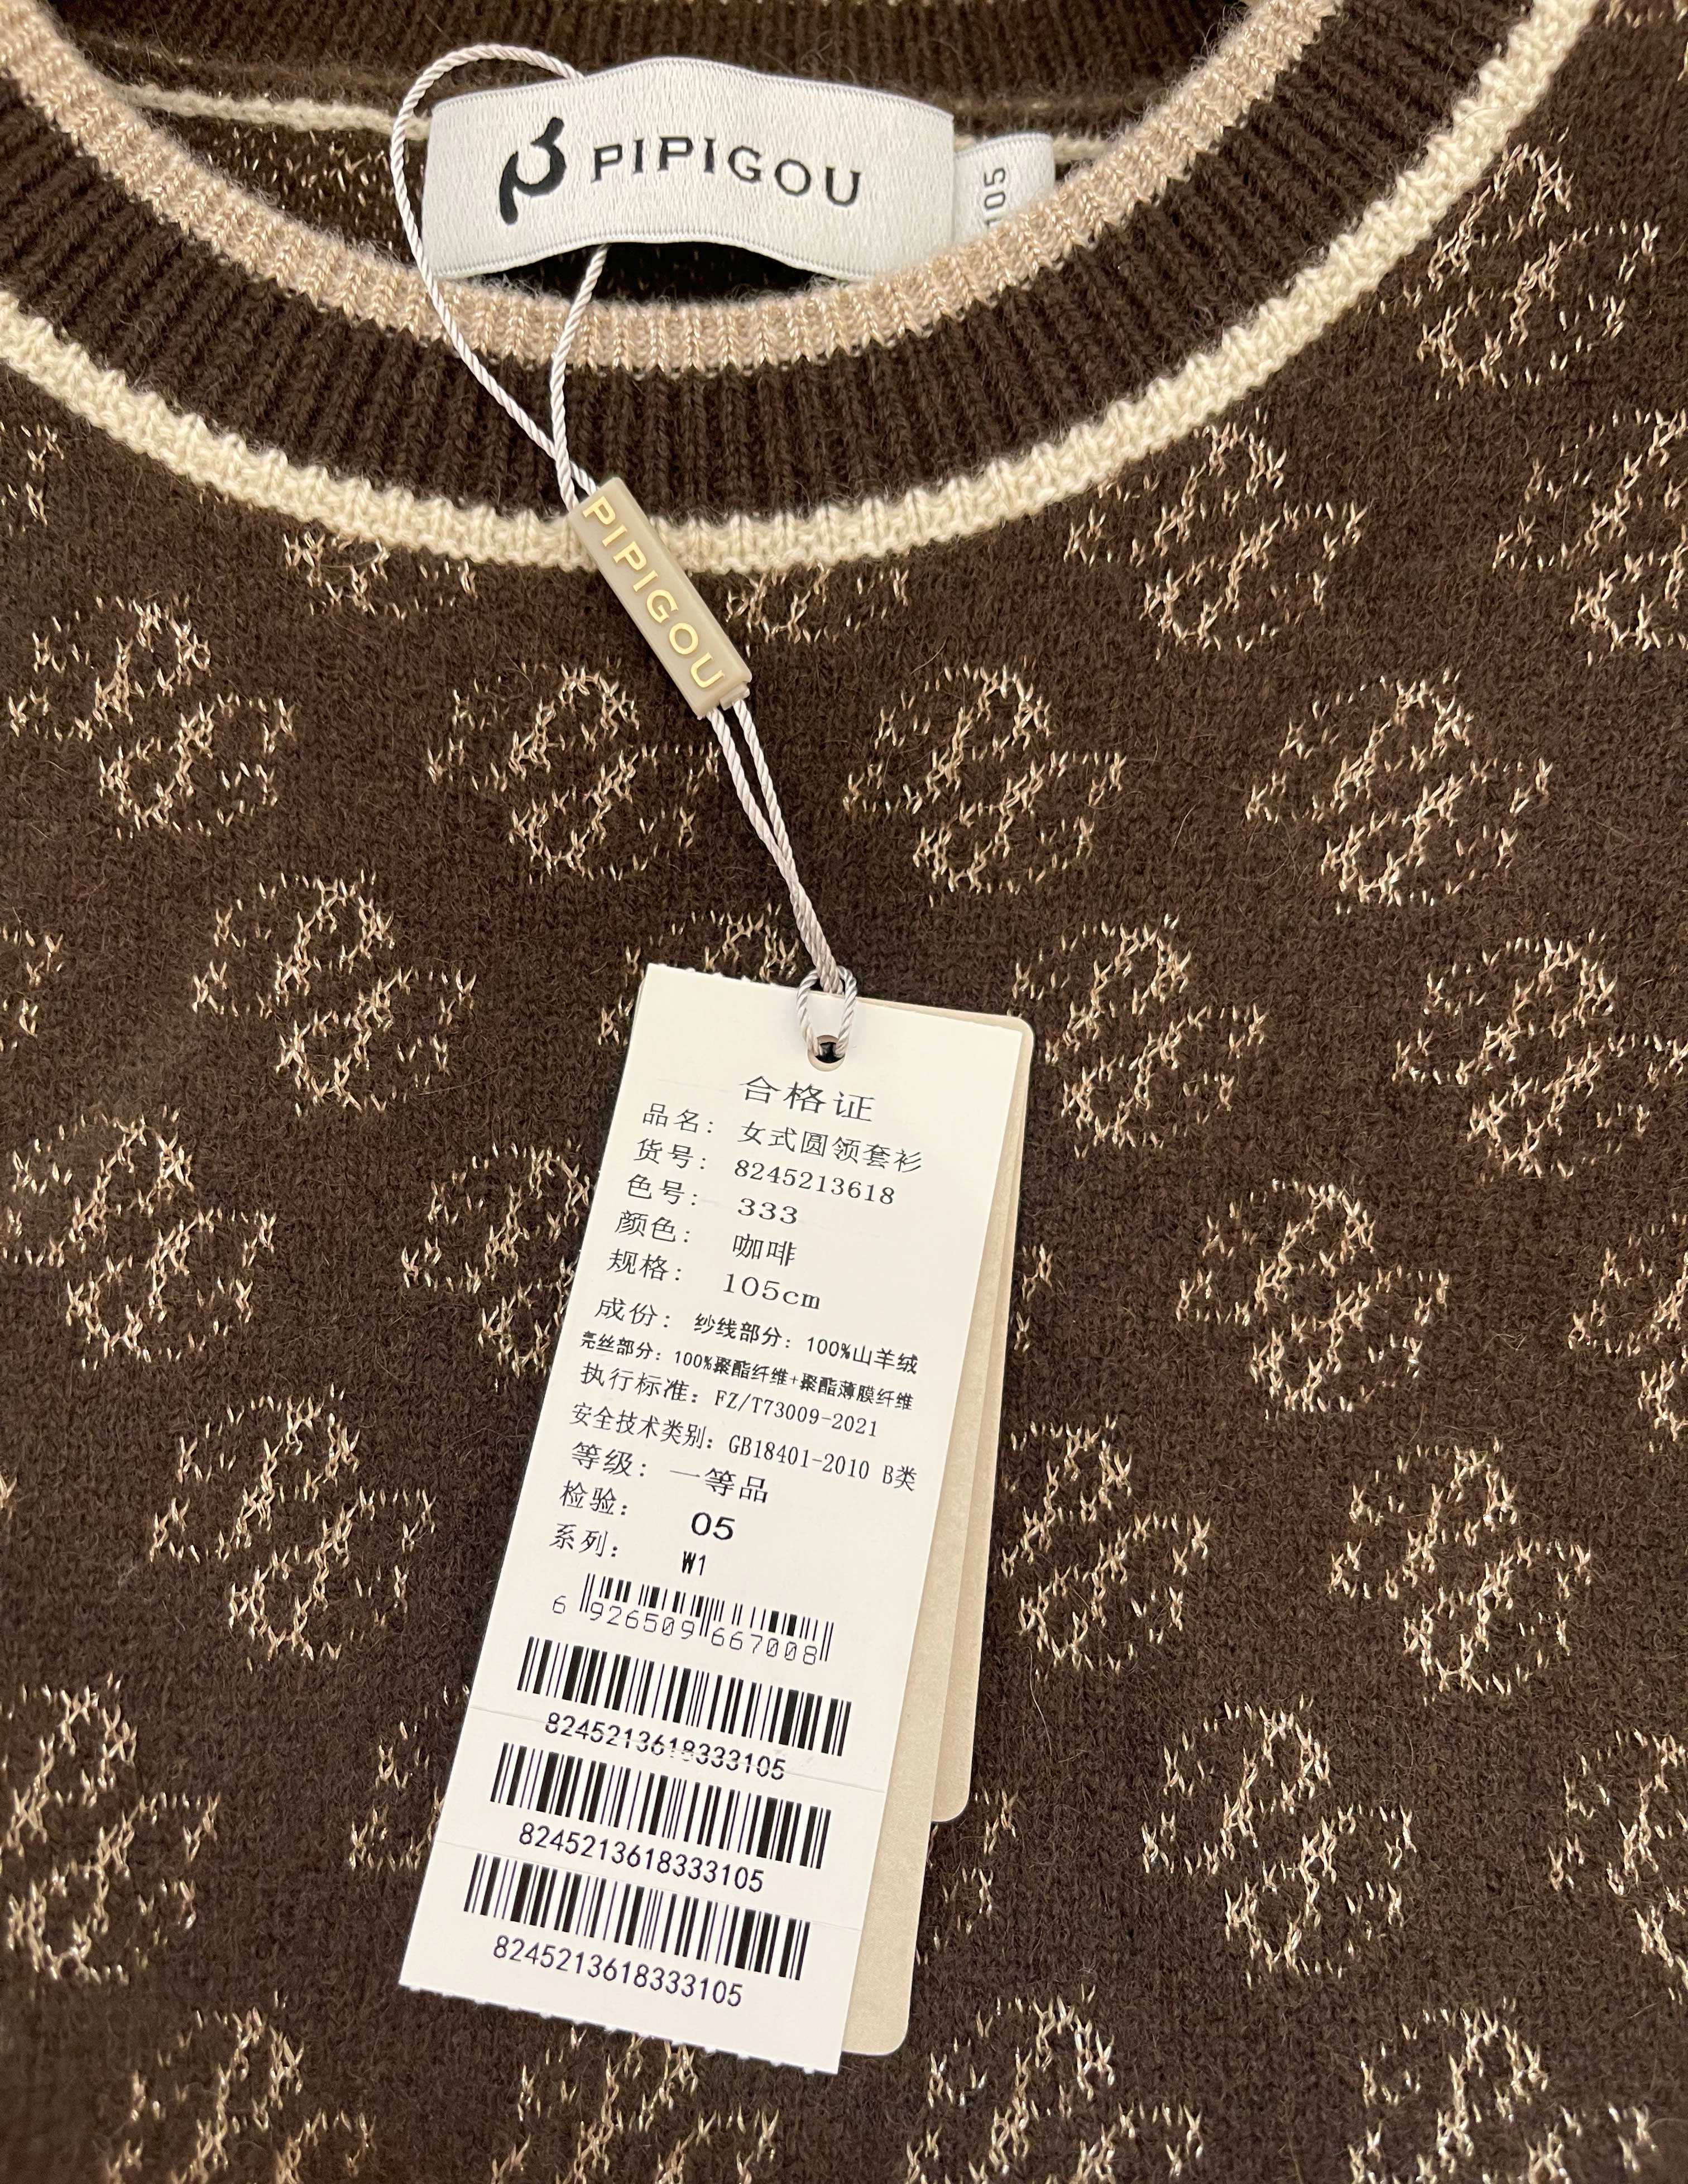 PIPIGOU
105
PIPIGOU
合格证
品名: 女式圆领套衫
货号: 8245213618
色号: 333
颜色: 咖啡
规格: 105cm
成份: 纱线部分: 100%山羊绒
亮丝部分: 100%聚酯纤维+聚酯薄膜纤维
执行标准: FZ/T73009-2021
安全技术类别: GB18401-2010 B类
等级: 一等品
检验: 05
系列: W1
6 926509 667008
8245213618333105
8245213618333105
8245213618333105